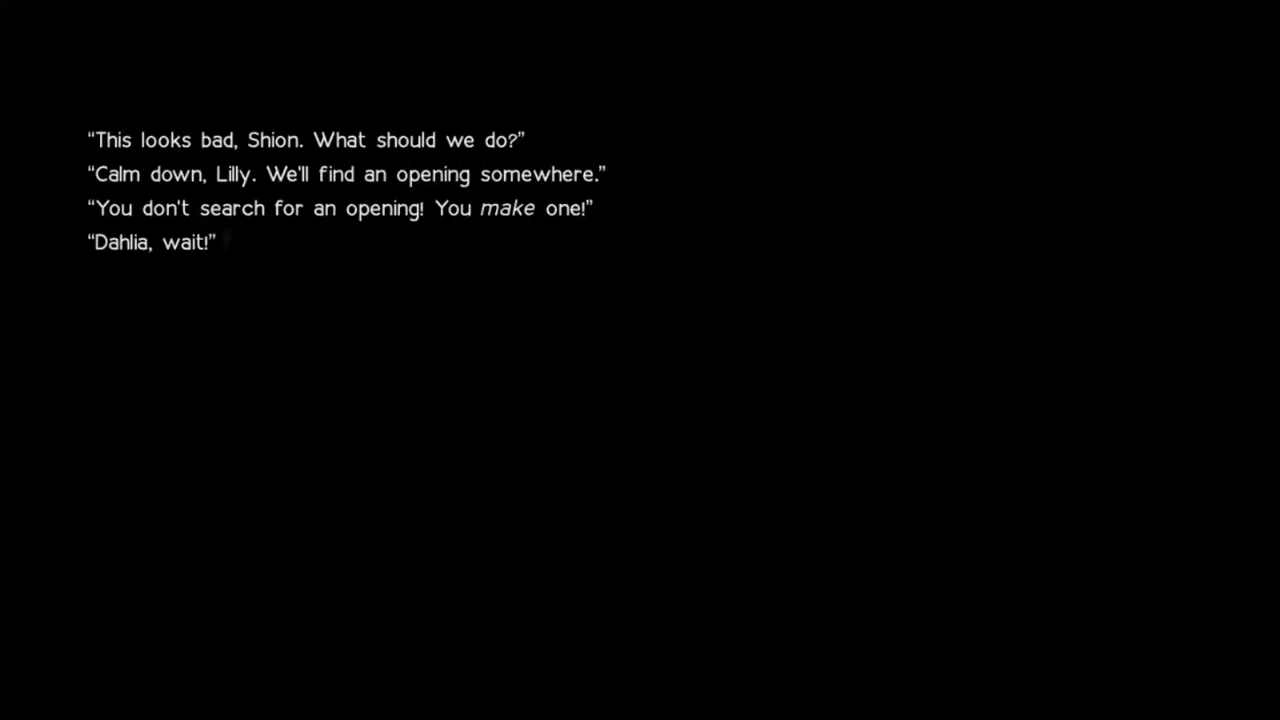 “This looks bad, Shion. What should we do?”
“Calm down, Lilly. We'll find an opening somewhere.”
“You don't search for an opening! You make one!”
“Dahlia, wait!”